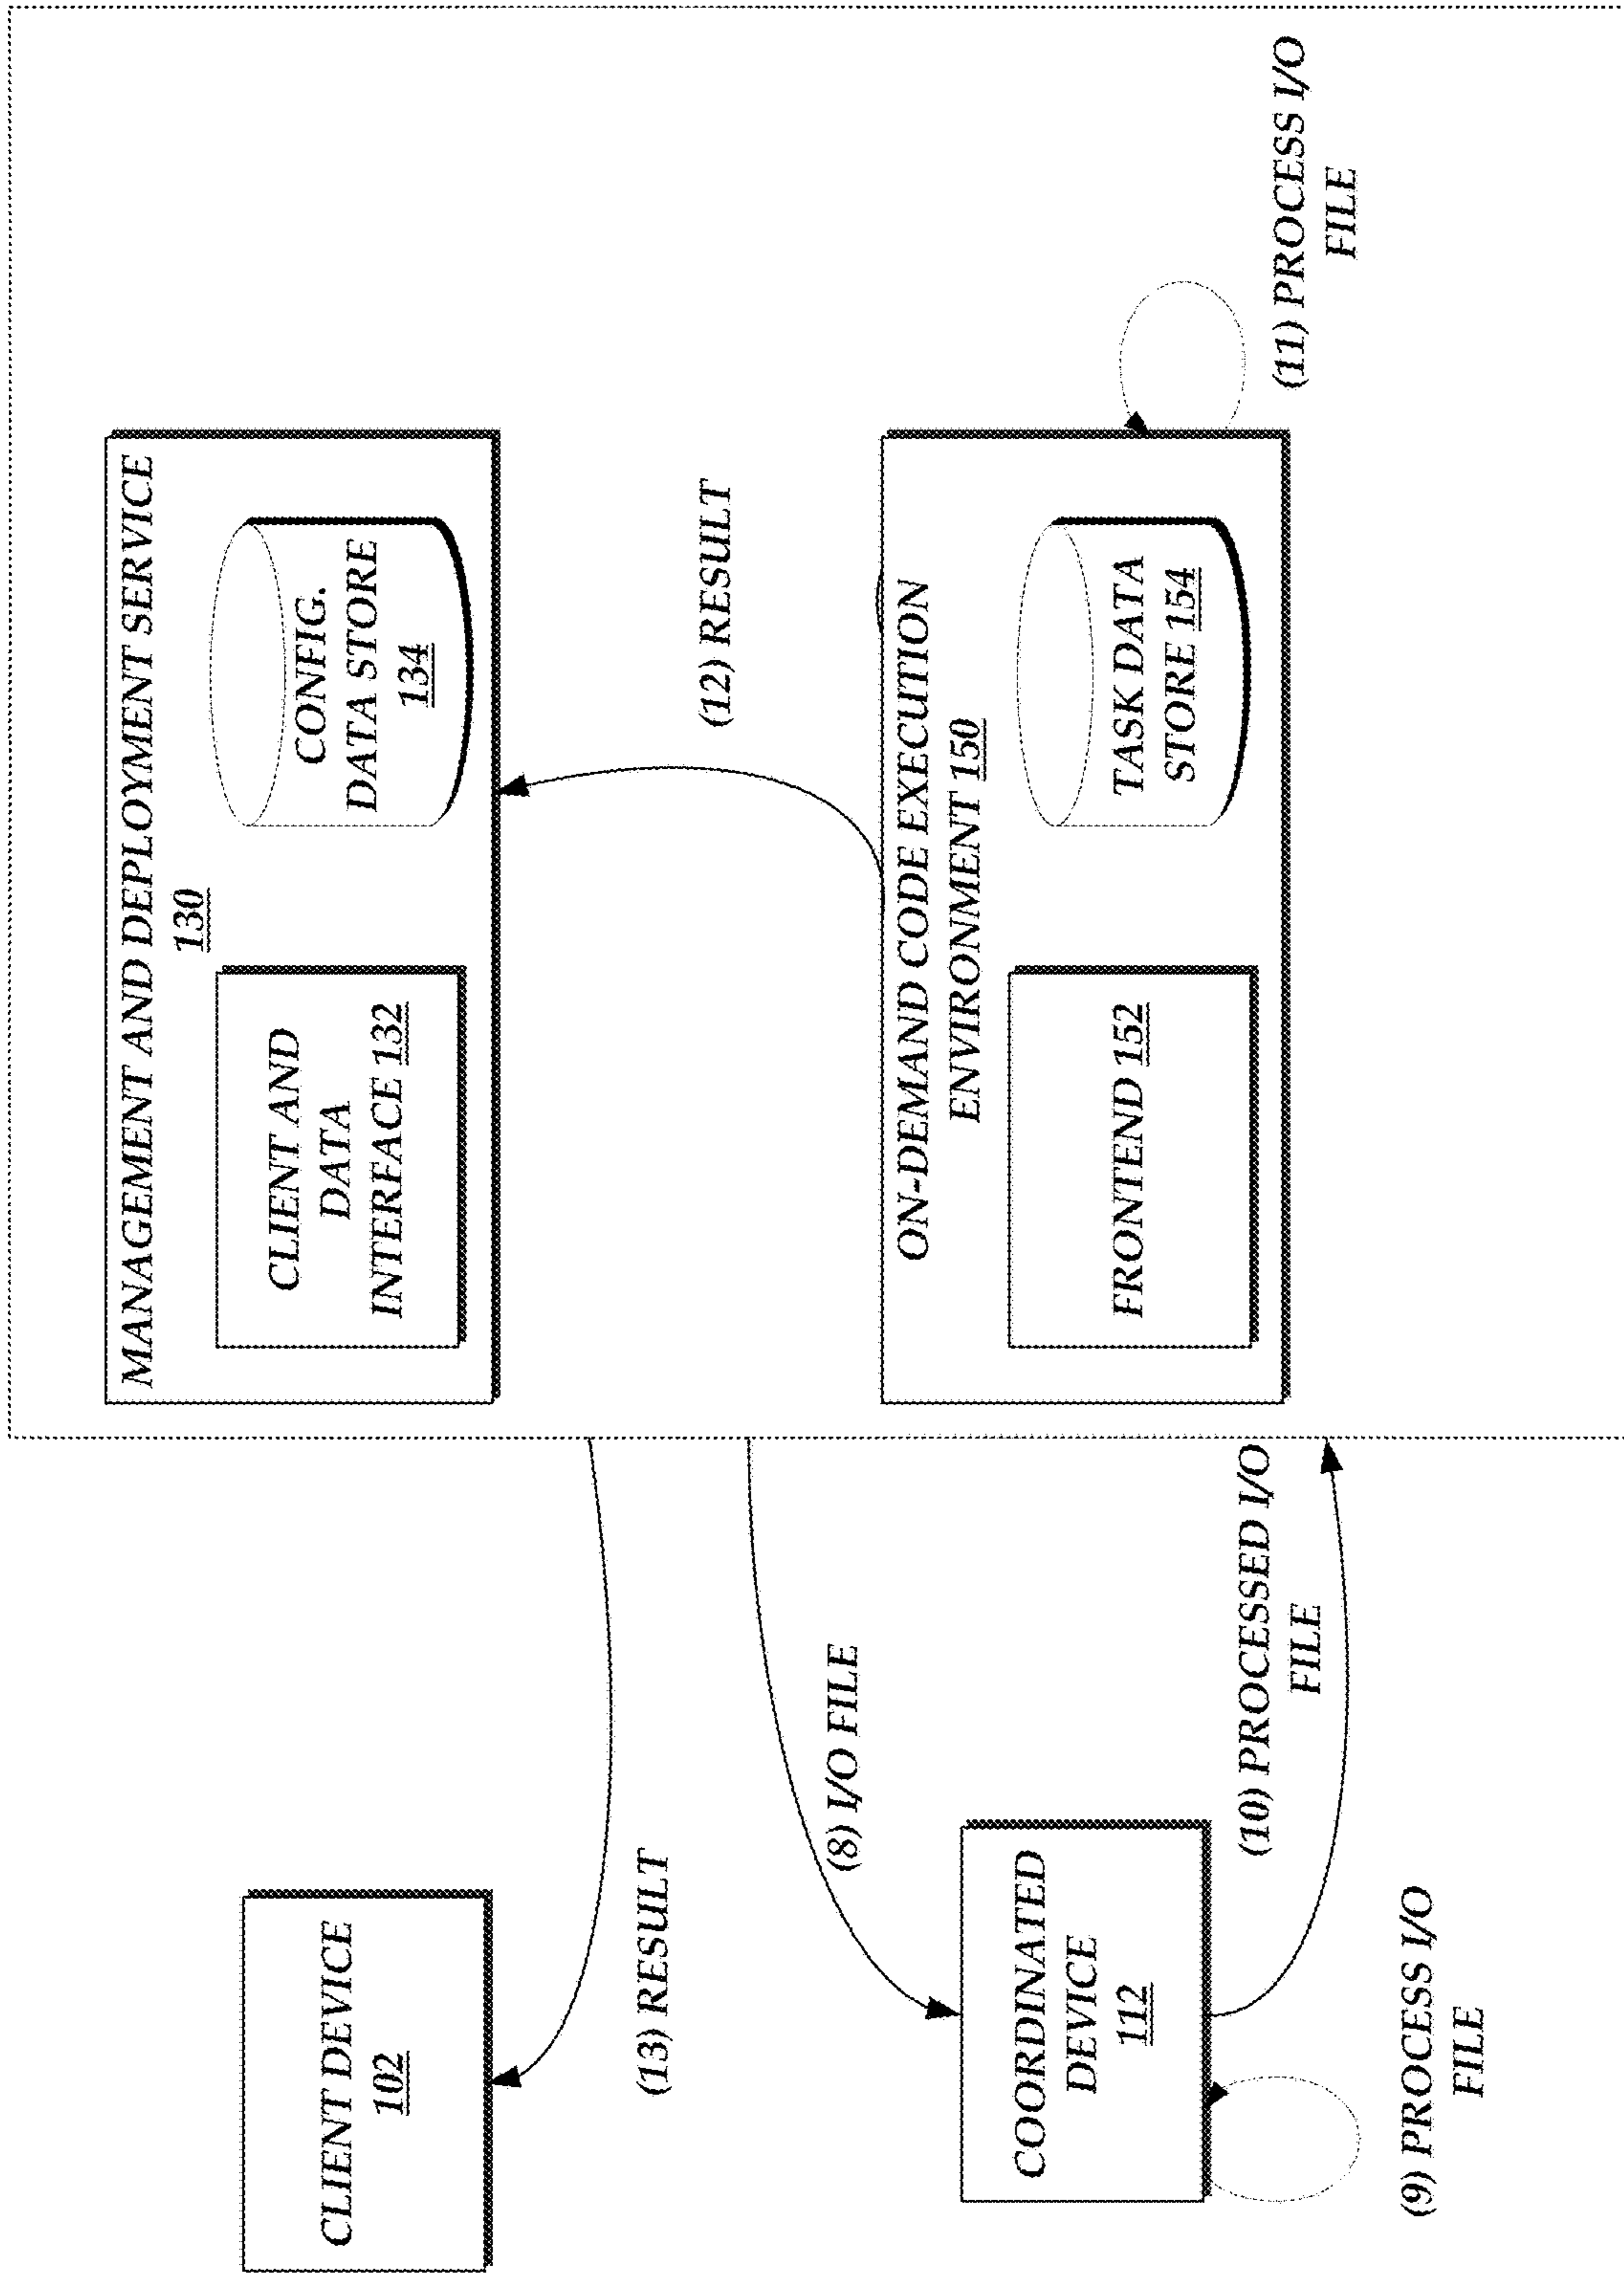 MANAGEMENT AND DEPLOYMENT SERVICE
130
CLIENT AND
DATA
INTERFACE 132
CONFIG.
DATA STORE
134
CLIENT DEVICE
102
(13) RESULT
(12) RESULT
(8) I/O FILE
ON-DEMAND CODE EXECUTION
ENVIRONMENT 150
FRONTEND 152
TASK DATA
STORE 154
COORDINATED
DEVICE
112
(10) PROCESSED I/O
FILE
(11) PROCESS I/O
FILE
(9) PROCESS I/O
FILE